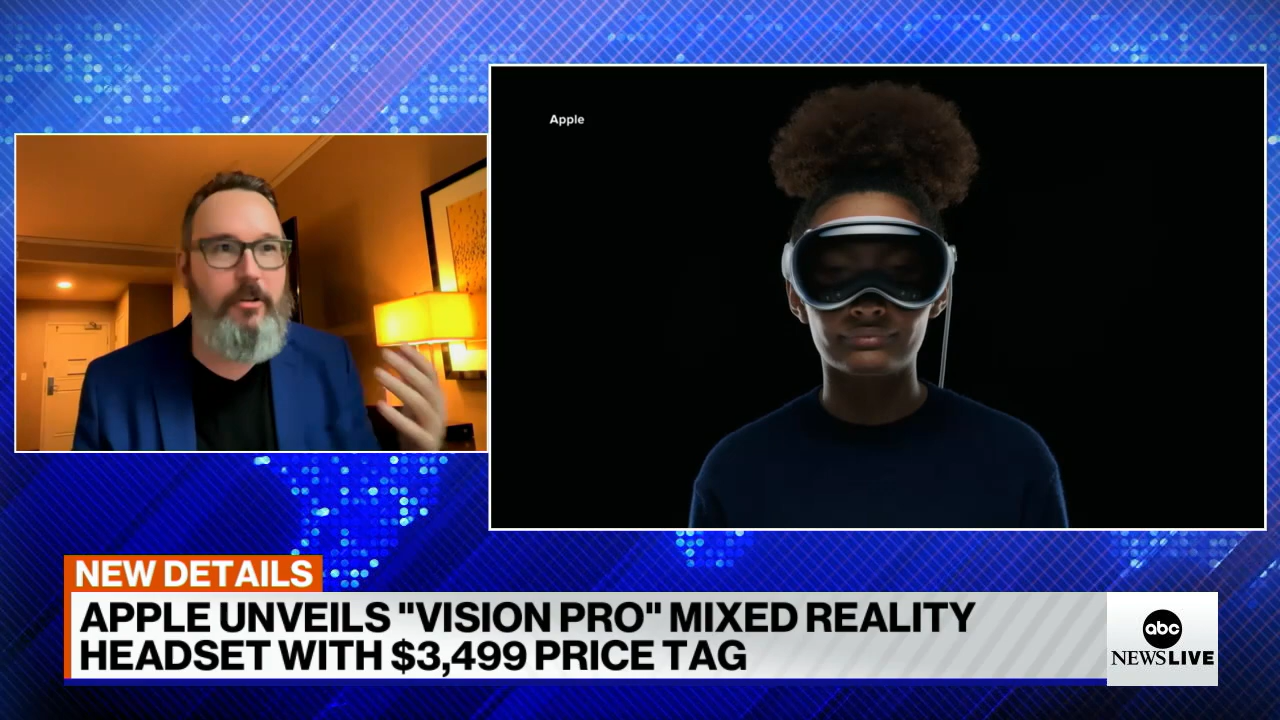 Apple
NEW DETAILS
APPLE UNVEILS "VISION PRO" MIXED REALITY
HEADSET WITH $3,499 PRICE TAG
abc
NEWS LIVE